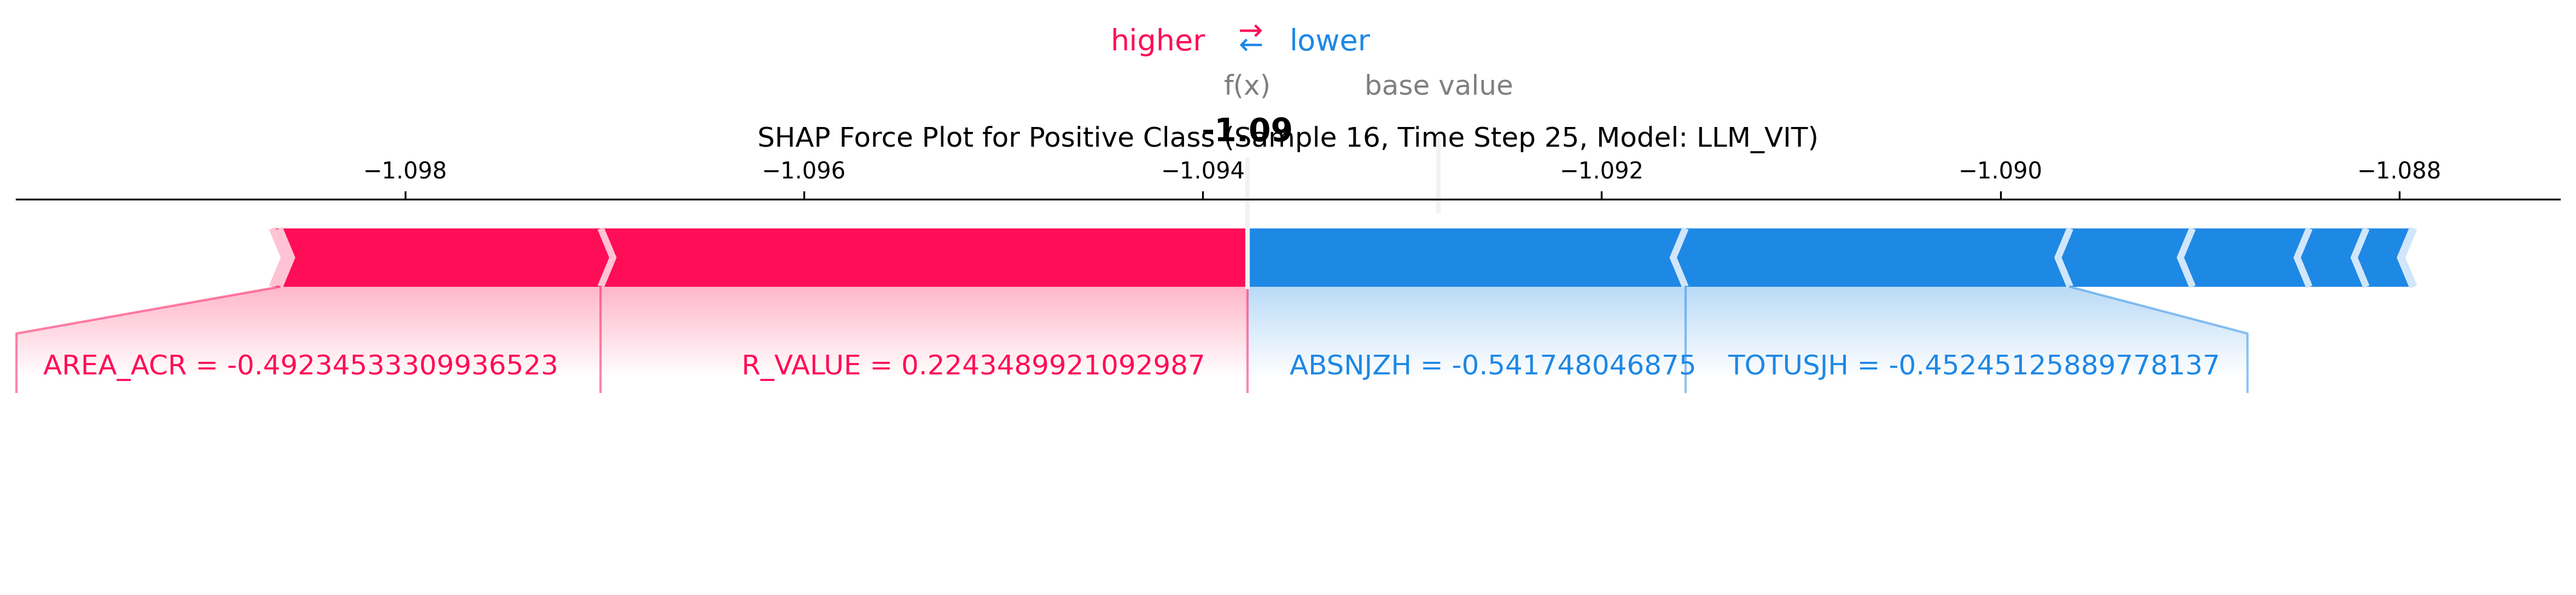 higher ⇄ lower
f(x) base value
-1.09
SHAP Force Plot for Positive Class (Sample 16, Time Step 25, Model: LLM_VIT)
−1.098 −1.096 −1.094 −1.092 −1.090 −1.088
AREA_ACR = -0.49234533309936523 R_VALUE = 0.2243489921092987 ABSNJZH = -0.541748046875 TOTUSJH = -0.45245125889778137